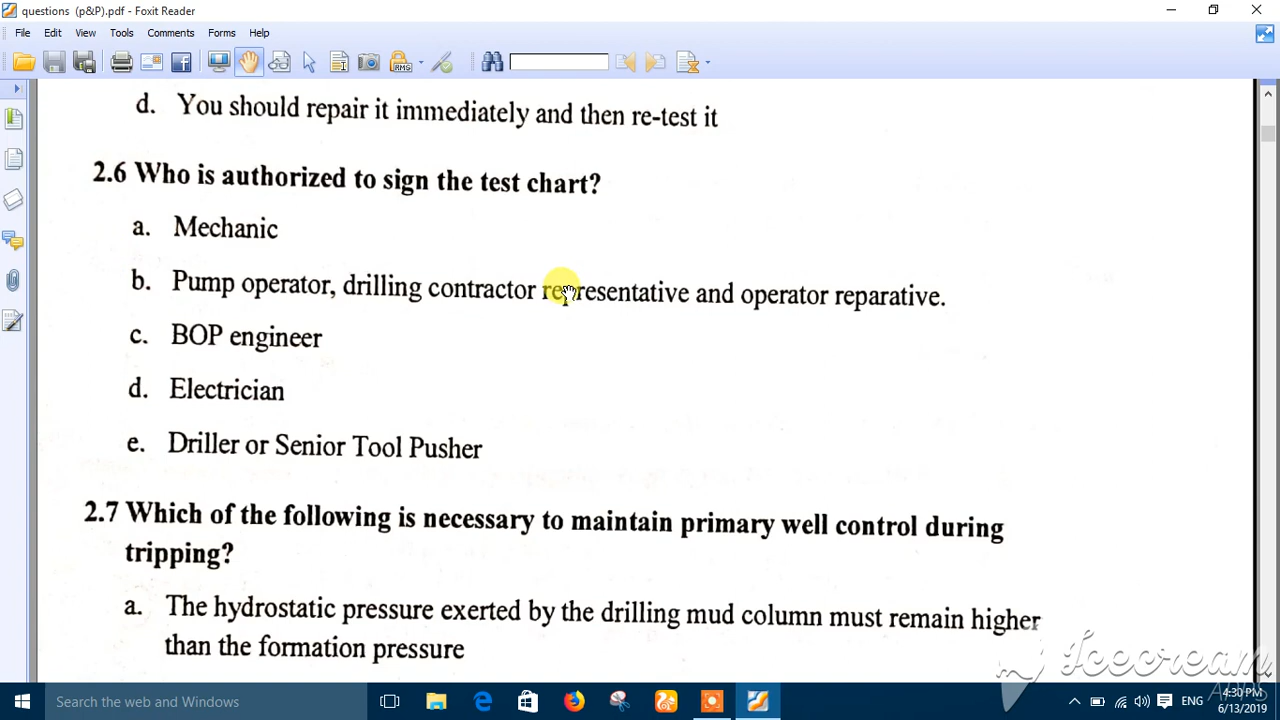 questions (p&P).pdf - Foxit Reader
File Edit View Tools Comments Forms Help
RMS
d. You should repair it immediately and then re-test it
2.6 Who is authorized to sign the test chart?
a. Mechanic
b. Pump operator, drilling contractor representative and operator reparative.
c. BOP engineer
d. Electrician
e. Driller or Senior Tool Pusher
2.7 Which of the following is necessary to maintain primary well control during
tripping?
a. The hydrostatic pressure exerted by the drilling mud column must remain higher
than the formation pressure
Icecream
APPS
Search the web and Windows
ENG
4:30 PM
6/13/2019